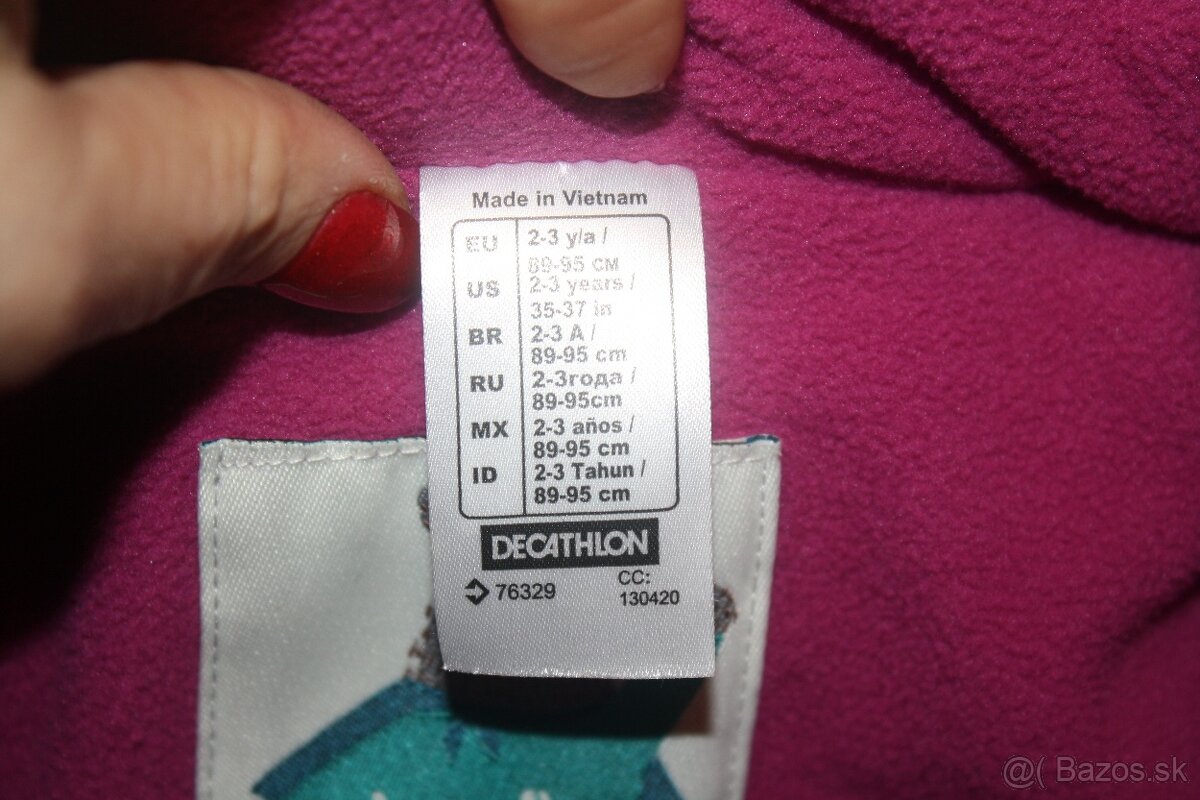 Made in Vietnam
EU 2-3 y/a /
89-95 CM
US 2-3 years /
35-37 in
BR 2-3 A /
89-95 cm
RU 2-3года /
89-95cm
MX 2-3 años /
89-95 cm
ID 2-3 Tahun /
89-95 cm
DECATHLON
76329
CC:
130420
@( Bazos.sk